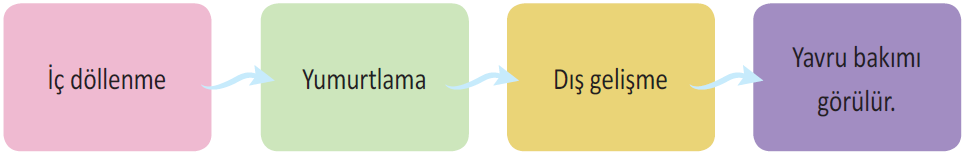 İç döllenme
Yumurtlama
Dış gelişme
Yavru bakımı
görülür.